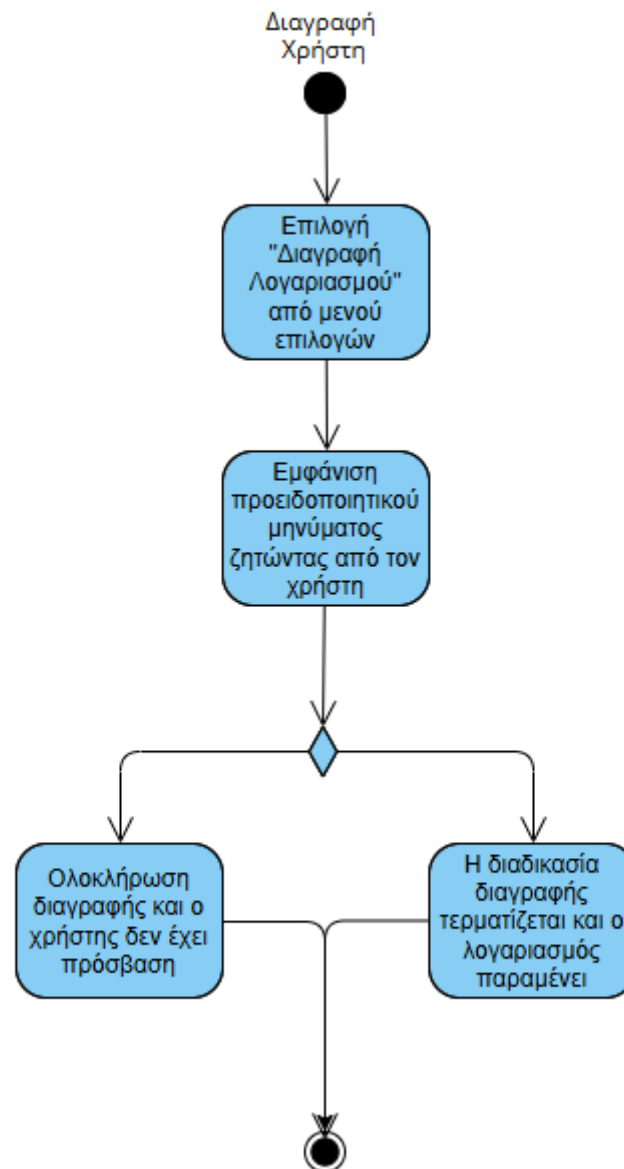 Διαγραφή
Χρήστη
Επιλογή
"Διαγραφή
Λογαριασμού"
από μενού
επιλογών
Εμφάνιση
προειδοποιητικού
μηνύματος
ζητώντας από τον
χρήστη
Ολοκλήρωση
διαγραφής και ο
χρήστης δεν έχει
πρόσβαση
Η διαδικασία
διαγραφής
τερματίζεται και ο
λογαριασμός
παραμένει